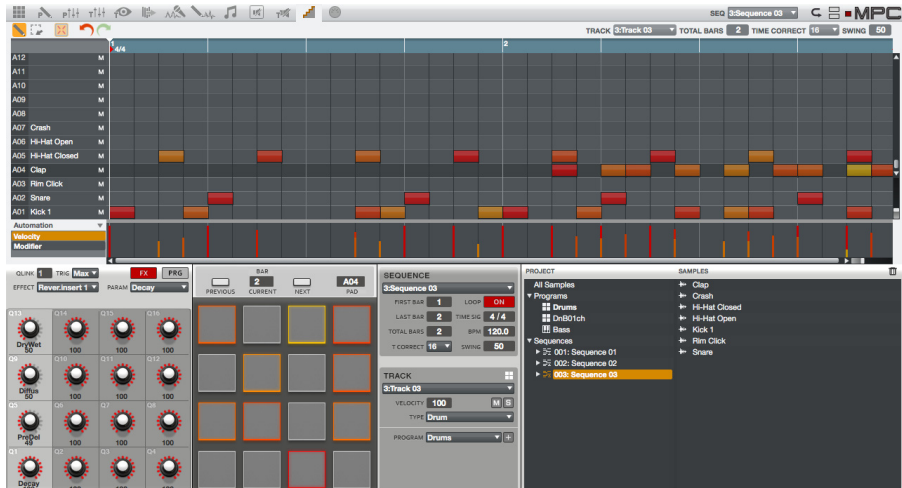 SEQ 3:Sequence 03 MPC
TRACK 3:Track 03 TOTAL BARS 2 TIME CORRECT 16 SWING 50
1 2
4/4
A12 M
A11 M
A10 M
A09 M
A08 M
A07 Crash M
A06 Hi-Hat Open M
A05 Hi-Hat Closed M
A04 Clap M
A03 Rim Click M
A02 Snare M
A01 Kick 1 M
Automation
Velocity
Modifier
QLINK 1 TRIG Max FX PRG
EFFECT Rever.insert 1 PARAM Decay
Q13 Q14 Q15 Q16
DryWet
50 100 100 100
Q9 Q10 Q11 Q12
Diffus
50 100 100 100
Q5 Q6 Q7 Q8
PreDel
49 100 100 100
Q1 Q2 Q3 Q4
Decay
100 100 100
BAR
2 A04
PREVIOUS CURRENT NEXT PAD
SEQUENCE
3:Sequence 03
FIRST BAR 1 LOOP ON
LAST BAR 2 TIME SIG 4 / 4
TOTAL BARS 2 BPM 120.0
T CORRECT 16 SWING 50
TRACK
3:Track 03
VELOCITY 100 M S
TYPE Drum
PROGRAM Drums +
PROJECT
All Samples
Programs
Drums
DnB01ch
Bass
Sequences
001: Sequence 01
002: Sequence 02
003: Sequence 03
SAMPLES
Clap
Crash
Hi-Hat Closed
Hi-Hat Open
Kick 1
Rim Click
Snare